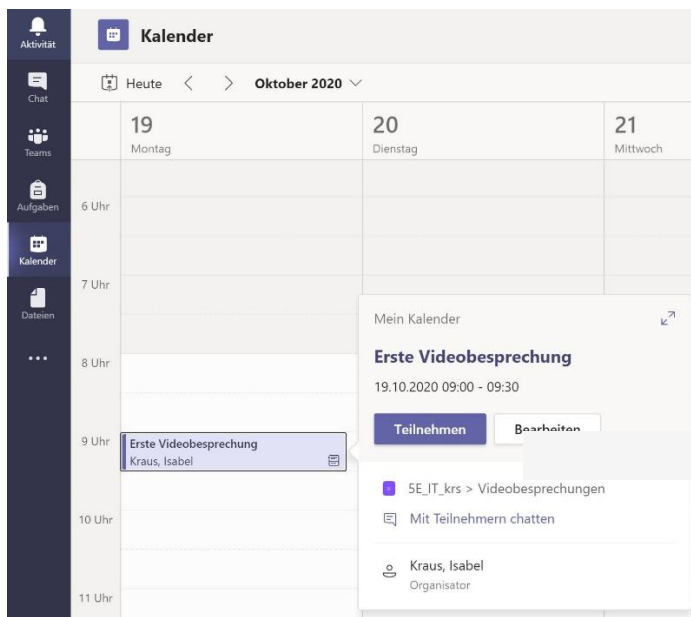 Aktivität
Chat
Teams
Aufgaben
Kalender
Dateien
Kalender
Heute
Oktober 2020
19
Montag
20
Dienstag
21
Mittwoch
6 Uhr
7 Uhr
8 Uhr
9 Uhr
10 Uhr
11 Uhr
Erste Videobesprechung
Kraus, Isabel
Mein Kalender
Erste Videobesprechung
19.10.2020 09:00 - 09:30
Teilnehmen
Bearbeiten
5E_IT_krs > Videobesprechungen
Mit Teilnehmern chatten
Kraus, Isabel
Organisator